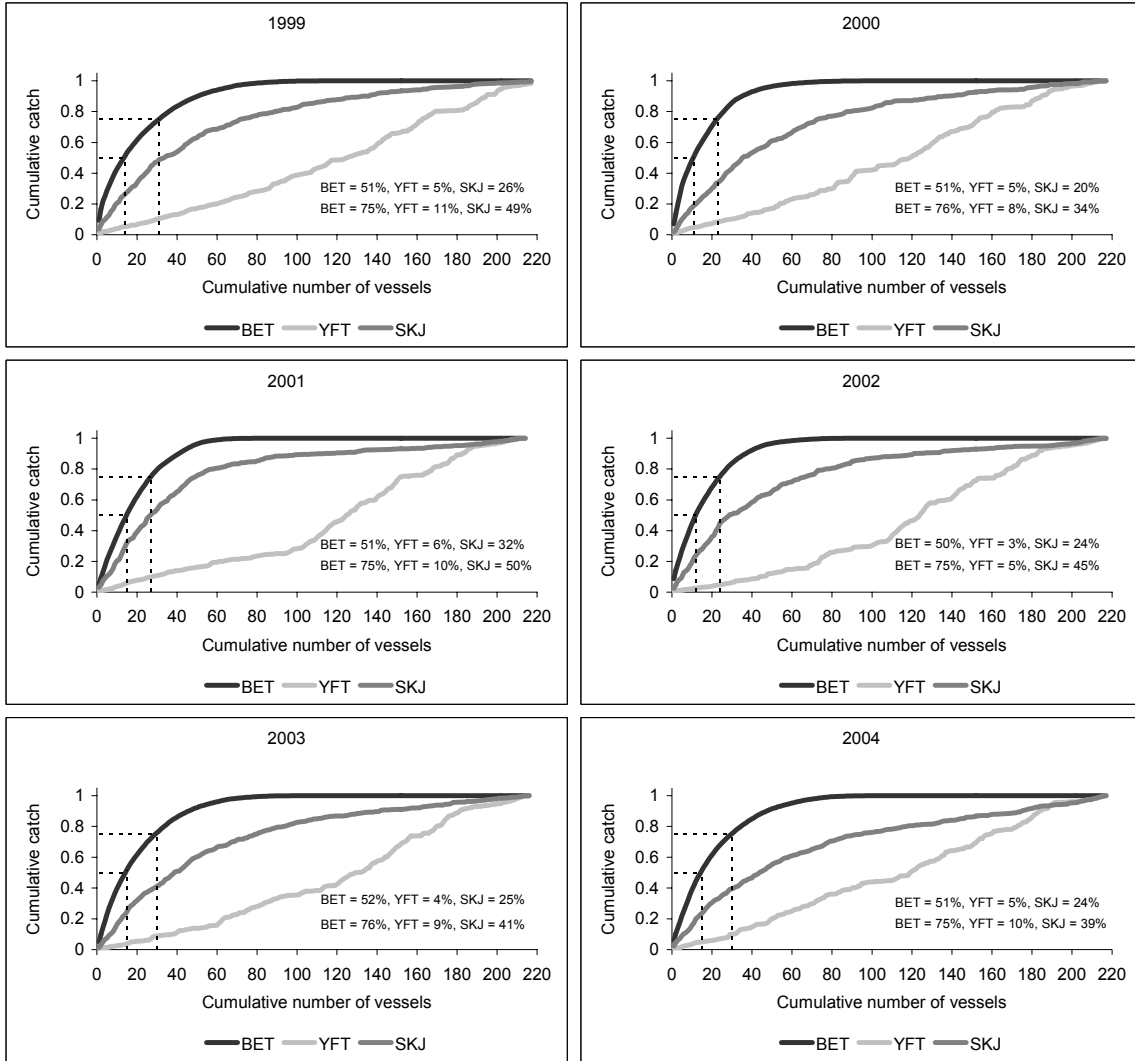 1999
1
0.8
0.6
0.4
0.2
0
Cumulative catch
BET = 51%, YFT = 5%, SKJ = 26%
BET = 75%, YFT = 11%, SKJ = 49%
0 20 40 60 80 100 120 140 160 180 200 220
Cumulative number of vessels
BET YFT SKJ
2000
1
0.8
0.6
0.4
0.2
0
Cumulative catch
BET = 51%, YFT = 5%, SKJ = 20%
BET = 76%, YFT = 8%, SKJ = 34%
0 20 40 60 80 100 120 140 160 180 200 220
Cumulative number of vessels
BET YFT SKJ
2001
1
0.8
0.6
0.4
0.2
0
Cumulative catch
BET = 51%, YFT = 6%, SKJ = 32%
BET = 75%, YFT = 10%, SKJ = 50%
0 20 40 60 80 100 120 140 160 180 200 220
Cumulative number of vessels
BET YFT SKJ
2002
1
0.8
0.6
0.4
0.2
0
Cumulative catch
BET = 50%, YFT = 3%, SKJ = 24%
BET = 75%, YFT = 5%, SKJ = 45%
0 20 40 60 80 100 120 140 160 180 200 220
Cumulative number of vessels
BET YFT SKJ
2003
1
0.8
0.6
0.4
0.2
0
Cumulative catch
BET = 52%, YFT = 4%, SKJ = 25%
BET = 76%, YFT = 9%, SKJ = 41%
0 20 40 60 80 100 120 140 160 180 200 220
Cumulative number of vessels
BET YFT SKJ
2004
1
0.8
0.6
0.4
0.2
0
Cumulative catch
BET = 51%, YFT = 5%, SKJ = 24%
BET = 75%, YFT = 10%, SKJ = 39%
0 20 40 60 80 100 120 140 160 180 200 220
Cumulative number of vessels
BET YFT SKJ